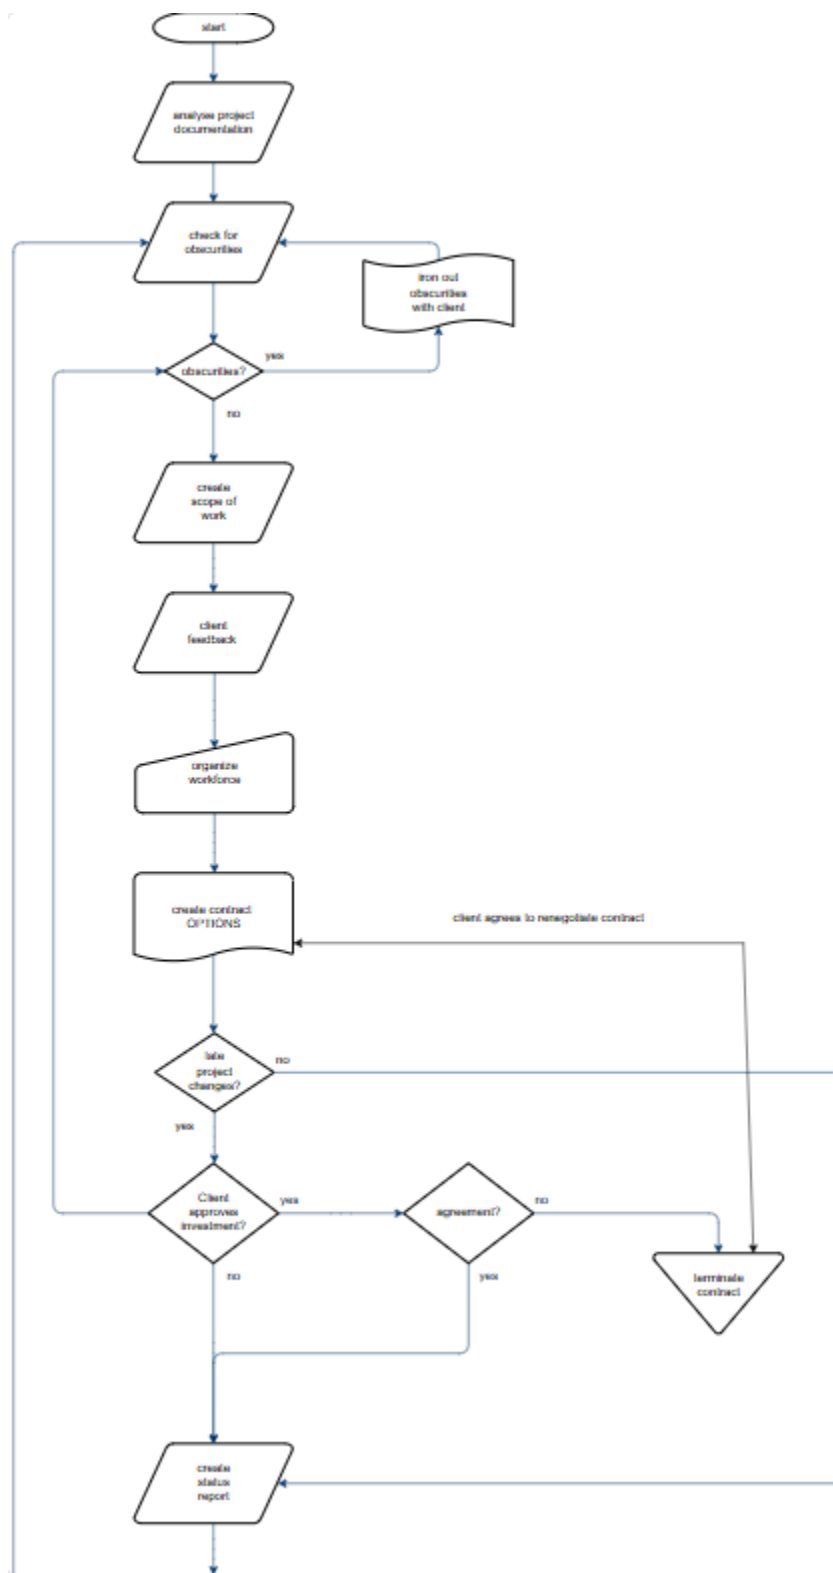 start
analyse project
documentation
check for
obscurities
iron out
obscurities
with client
obscurities?
yes
no
create
scope of
work
client
feedback
organize
workforce
create contract
OPTIONS
client agrees to renegotiate contract
late
project
changes?
no
yes
Client
approves
investment?
yes
agreement?
no
no
yes
terminate
contract
create
status
report